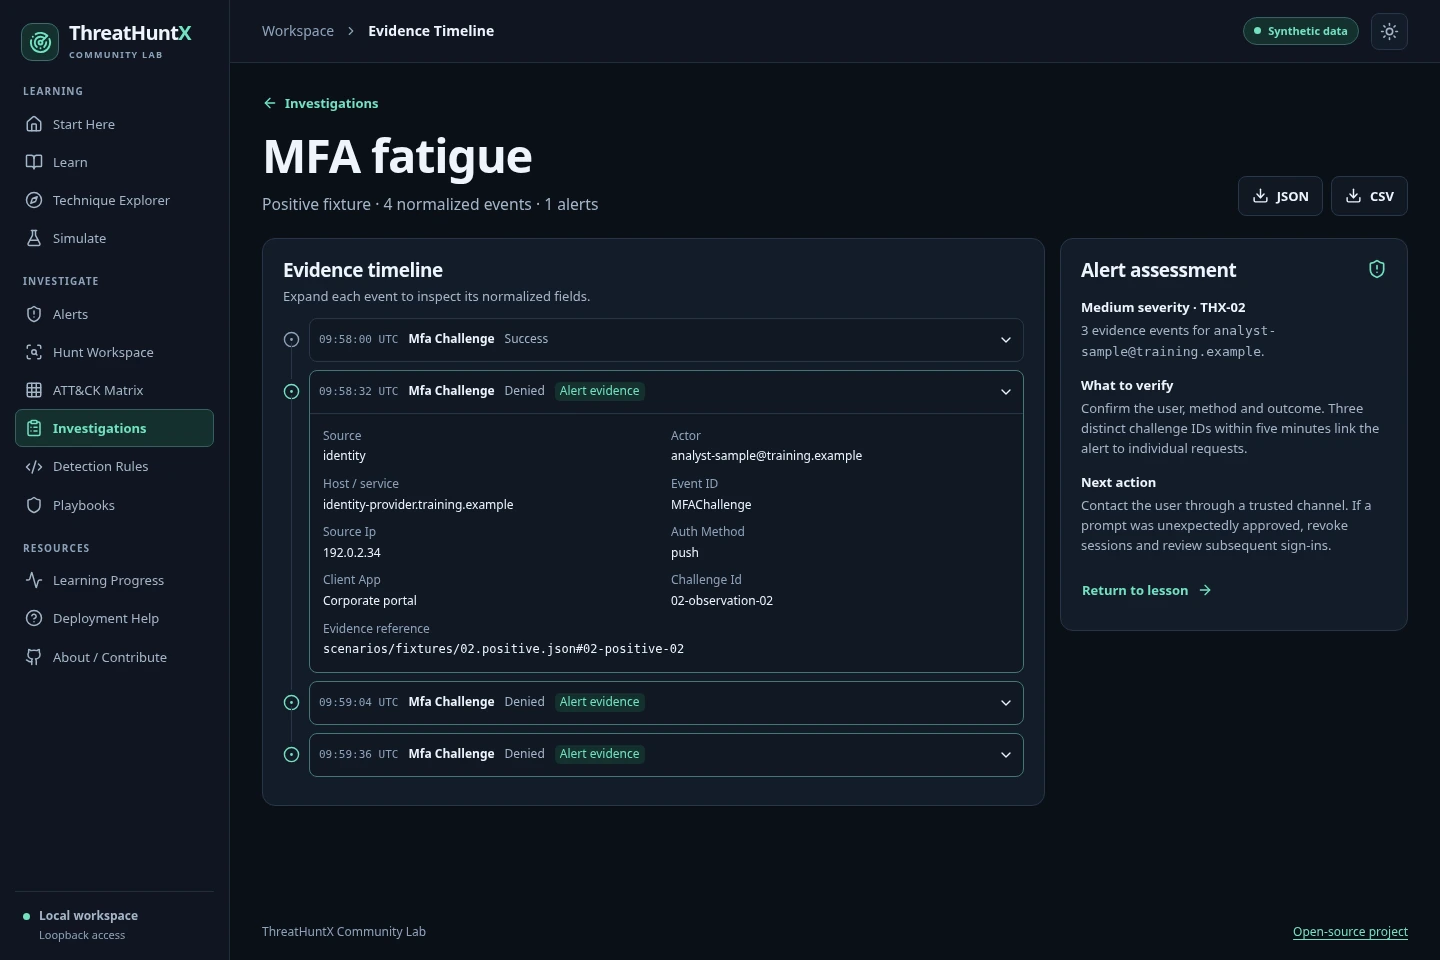 ThreatHuntX
COMMUNITY LAB
LEARNING
Start Here
Learn
Technique Explorer
Simulate
INVESTIGATE
Alerts
Hunt Workspace
ATT&CK Matrix
Investigations
Detection Rules
Playbooks
RESOURCES
Learning Progress
Deployment Help
About / Contribute
Local workspace
Loopback access
Workspace > Evidence Timeline
Synthetic data
Investigations
MFA fatigue
Positive fixture · 4 normalized events · 1 alerts
JSON
CSV
Evidence timeline
Expand each event to inspect its normalized fields.
09:58:00 UTC Mfa Challenge Success
09:58:32 UTC Mfa Challenge Denied Alert evidence
Source
identity
Actor
analyst-sample@training.example
Host / service
identity-provider.training.example
Event ID
MFAChallenge
Source Ip
192.0.2.34
Auth Method
push
Client App
Corporate portal
Challenge Id
02-observation-02
Evidence reference
scenarios/fixtures/02.positive.json#02-positive-02
09:59:04 UTC Mfa Challenge Denied Alert evidence
09:59:36 UTC Mfa Challenge Denied Alert evidence
Alert assessment
Medium severity · THX-02
3 evidence events for analyst-
sample@training.example.
What to verify
Confirm the user, method and outcome. Three
distinct challenge IDs within five minutes link the
alert to individual requests.
Next action
Contact the user through a trusted channel. If a
prompt was unexpectedly approved, revoke
sessions and review subsequent sign-ins.
Return to lesson
ThreatHuntX Community Lab
Open-source project